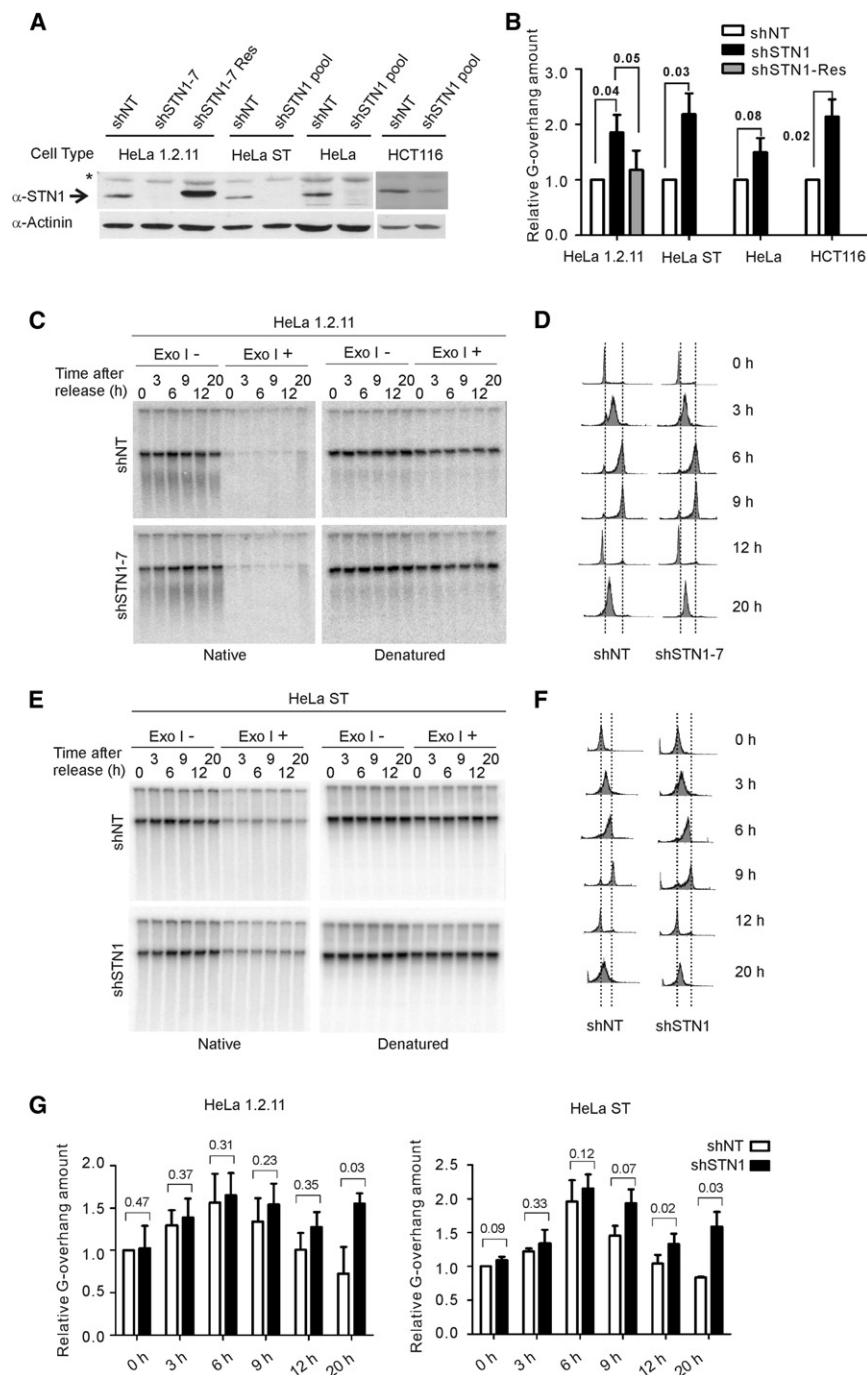 A
shNT
shSTN1-7
shSTN1-7 Res
shNT
shSTN1 pool
shNT
shSTN1 pool
shNT
shSTN1 pool
Cell Type
HeLa 1.2.11
HeLa ST
HeLa
HCT116
*
α-STN1
α-Actinin
B
shNT
shSTN1
shSTN1-Res
Relative G-overhang amount
3.0
2.0
1.0
0.0
0.04
0.05
0.03
0.08
0.02
HeLa 1.2.11
HeLa ST
HeLa
HCT116
C
HeLa 1.2.11
Exo I -
Exo I +
Exo I -
Exo I +
Time after release (h)
3 9 20 3 9 20 3 9 20 3 9 20
0 6 12 0 6 12 0 6 12 0 6 12
shNT
shSTN1-7
Native
Denatured
D
0 h
3 h
6 h
9 h
12 h
20 h
shNT
shSTN1-7
E
HeLa ST
Exo I -
Exo I +
Exo I -
Exo I +
Time after release (h)
3 9 20 3 9 20 3 9 20 3 9 20
0 6 12 0 6 12 0 6 12 0 6 12
shNT
shSTN1
Native
Denatured
F
0 h
3 h
6 h
9 h
12 h
20 h
shNT
shSTN1
G
HeLa 1.2.11
Relative G-overhang amount
2.0
1.5
1.0
0.5
0.0
0.47
0.37
0.31
0.23
0.35
0.03
0 h
3 h
6 h
9 h
12 h
20 h
HeLa ST
shNT
shSTN1
Relative G-overhang amount
2.5
2.0
1.5
1.0
0.5
0.0
0.09
0.33
0.12
0.07
0.02
0.03
0 h
3 h
6 h
9 h
12 h
20 h